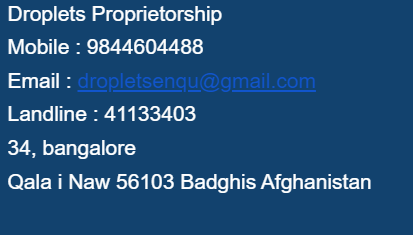 Droplets Proprietorship
Mobile : 9844604488
Email : dropletsenqu@gmail.com
Landline : 41133403
34, bangalore
Qala i Naw 56103 Badghis Afghanistan